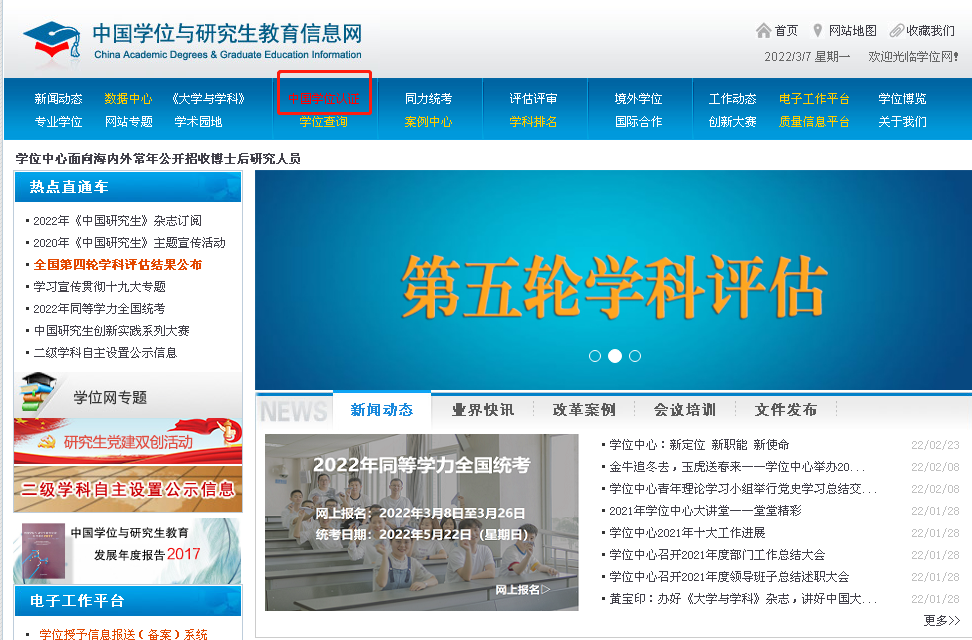 中国学位与研究生教育信息网
China Academic Degrees & Graduate Education Information
首页 网站地图 收藏我们
2022/3/7 星期一 欢迎光临学位网!
新闻动态 数据中心 《大学与学科》 中国学位认证 同力统考 评估评审 境外学位 工作动态 电子工作平台 学位博览
专业学位 网站专题 学术园地 学位查询 案例中心 学科排名 国际合作 创新大赛 质量信息平台 关于我们
学位中心面向海内外常年公开招收博士后研究人员
热点直通车
2022年《中国研究生》杂志订阅
2020年《中国研究生》主题宣传活动
全国第四轮学科评估结果公布
学习宣传贯彻十九大专题
2022年同等学力全国统考
中国研究生创新实践系列大赛
二级学科自主设置公示信息
学位网专题
研究生党建双创活动
二级学科自主设置公示信息
中国学位与研究生教育
发展年度报告2017
电子工作平台
学位授予信息报送（备案）系统
第五轮学科评估
NEWS 新闻动态 业界快讯 改革案例 会议培训 文件发布
2022年同等学力全国统考
网上报名：2022年3月8日至3月26日
统考日期：2022年5月22日（星期日）
网上报名▷
学位中心：新定位 新职能 新使命 22/02/23
金牛追冬去，玉虎送春来——学位中心举办20... 22/02/08
学位中心青年理论学习小组举行党史学习总结交... 22/02/08
2021年学位中心大讲堂——堂堂精彩 22/01/28
学位中心2021年十大工作进展 22/01/28
学位中心召开2021年度部门工作总结大会 22/01/28
学位中心召开2021年度领导班子总结述职大会 22/01/28
黄宝印：办好《大学与学科》杂志，讲好中国大... 22/01/28
更多>>